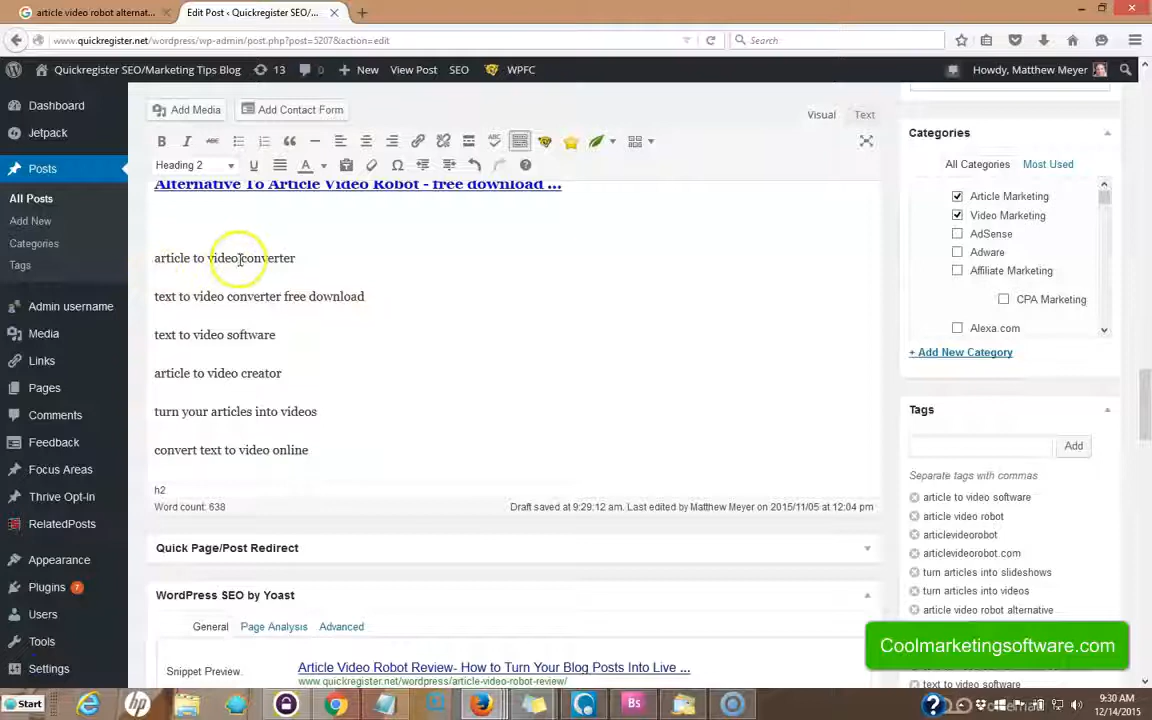 article video robot alternat...
Edit Post ‹ Quickregister SEO/...
www.quickregister.net/wordpress/wp-admin/post.php?post=5207&action=edit
Search
Quickregister SEO/Marketing Tips Blog
13
0
New
View Post
SEO
WPFC
Howdy, Matthew Meyer
Dashboard
Jetpack
Posts
All Posts
Add New
Categories
Tags
Admin username
Media
Links
Pages
Comments
Feedback
Focus Areas
Thrive Opt-in
RelatedPosts
Appearance
Plugins 7
Users
Tools
Settings
Add Media
Add Contact Form
Visual
Text
Heading 2
Alternative To Article Video Robot - free download ...
article to video converter
text to video converter free download
text to video software
article to video creator
turn your articles into videos
convert text to video online
h2
Word count: 638
Draft saved at 9:29:12 am. Last edited by Matthew Meyer on 2015/11/05 at 12:04 pm
Quick Page/Post Redirect
WordPress SEO by Yoast
General
Page Analysis
Advanced
Snippet Preview.
Article Video Robot Review- How to Turn Your Blog Posts Into Live ...
www.quickregister.net/wordpress/article-video-robot-review/
Categories
All Categories
Most Used
Article Marketing
Video Marketing
AdSense
Adware
Affiliate Marketing
CPA Marketing
Alexa.com
+ Add New Category
Tags
Add
Separate tags with commas
article to video software
article video robot
articlevideorobot
articlevideorobot.com
turn articles into slideshows
turn articles into videos
article video robot alternative
text to video software
Coolmarketingsoftware.com
Start
Bs
9:30 AM
12/14/2015